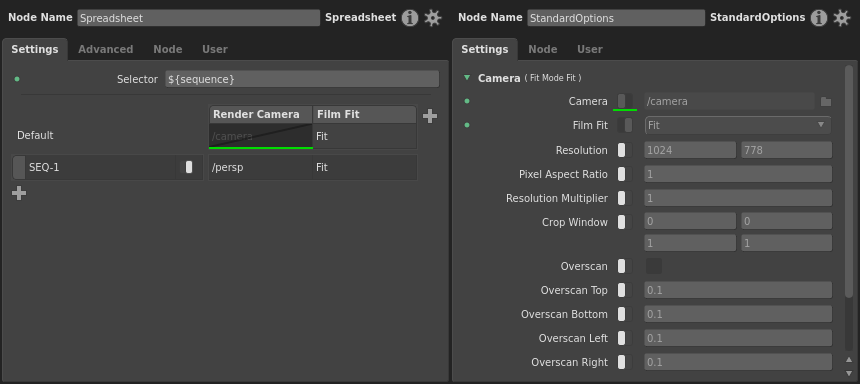 Node Name Spreadsheet Spreadsheet
Settings Advanced Node User
Selector ${sequence}
Render Camera Film Fit
Default /camera Fit
SEQ-1 /persp Fit
Node Name StandardOptions StandardOptions
Settings Node User
Camera ( Fit Mode Fit )
Camera /camera
Film Fit Fit
Resolution 1024 778
Pixel Aspect Ratio 1
Resolution Multiplier 1
Crop Window 0 0
1 1
Overscan
Overscan Top 0.1
Overscan Bottom 0.1
Overscan Left 0.1
Overscan Right 0.1